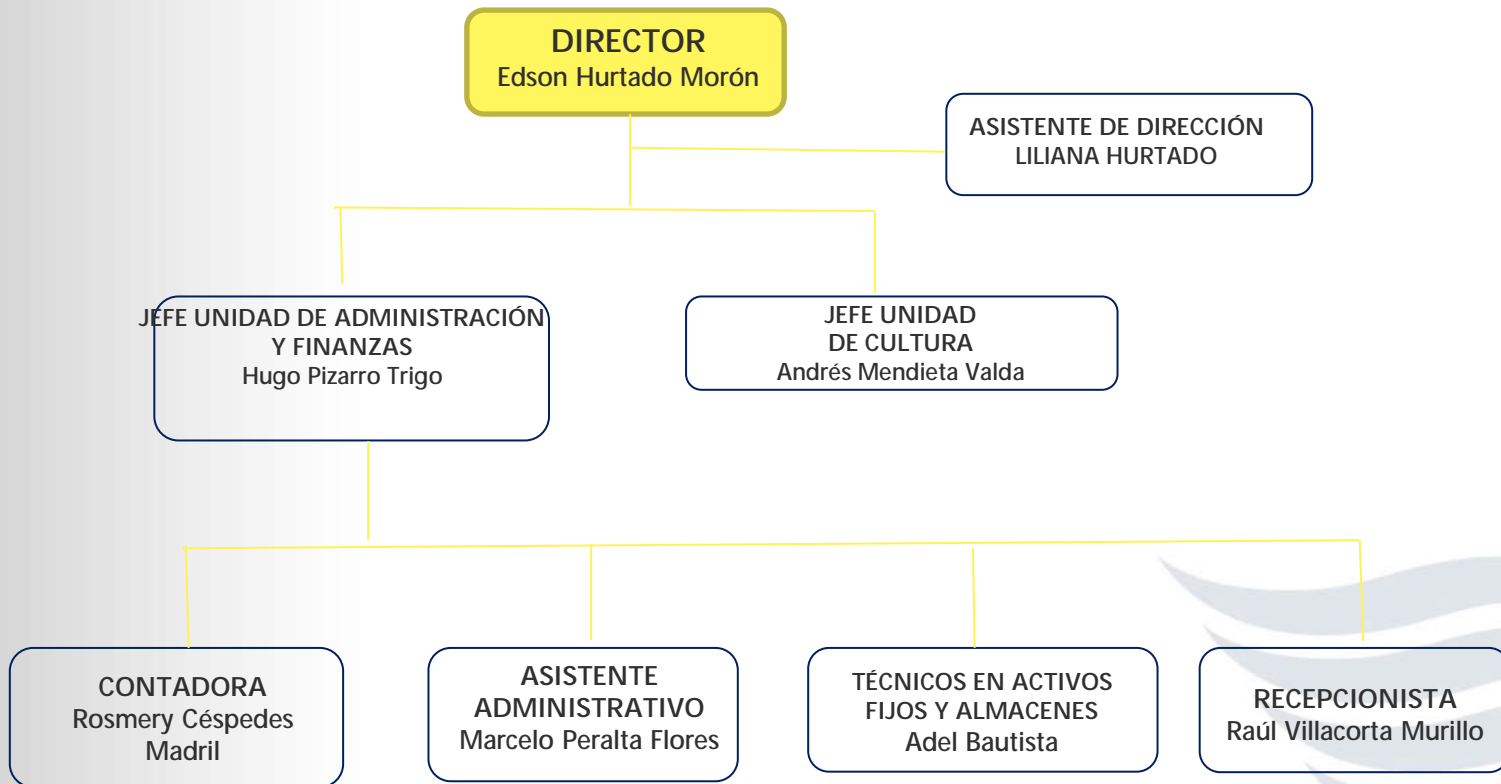 DIRECTOR
Edson Hurtado Morón
ASISTENTE DE DIRECCIÓN
LILIANA HURTADO
JEFE UNIDAD DE ADMINISTRACIÓN
Y FINANZAS
Hugo Pizarro Trigo
JEFE UNIDAD
DE CULTURA
Andrés Mendieta Valda
CONTADORA
Rosmery Céspedes
Madril
ASISTENTE
ADMINISTRATIVO
Marcelo Peralta Flores
TÉCNICOS EN ACTIVOS
FIJOS Y ALMACENES
Adel Bautista
RECEPCIONISTA
Raúl Villacorta Murillo